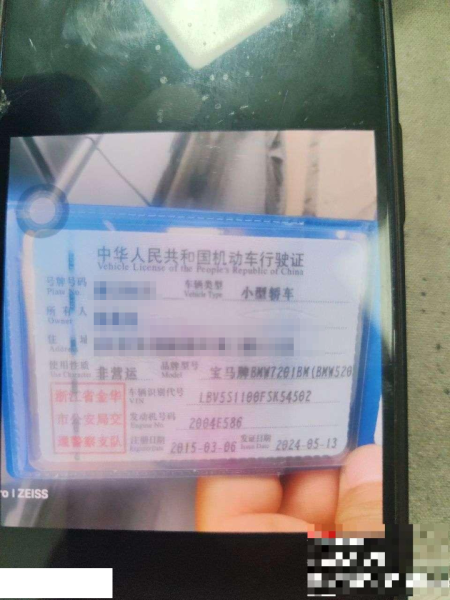 中华人民共和国机动车行驶证
Vehicle License of the People's Republic of China
号牌号码
Plate
车辆类型
Vehicle Type
小型轿车
所有人
Owner
住
使用性质
Use Character
非营运
品牌型号
Model
宝马牌BMW7201BM(BMW520
浙江省金华
市公安局交
通警察支队
车辆识别代号
VIN
LBV5S1100FSK54502
发动机号码
Engine No
2004E586
注册日期
2015-03-06
发证日期
Issue Date
2024-05-13
ro | ZEISS